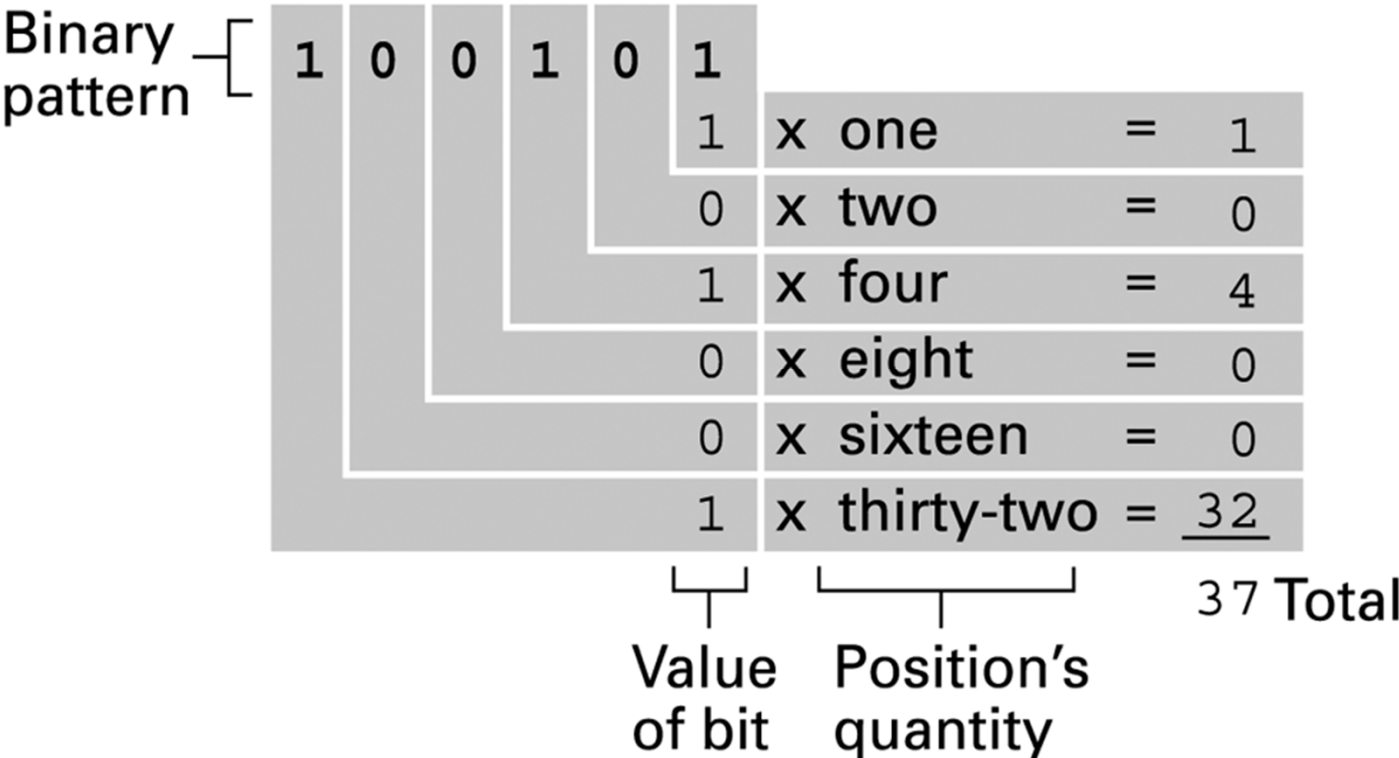 Binary
pattern
1 0 0 1 0 1
1 x one = 1
0 x two = 0
1 x four = 4
0 x eight = 0
0 x sixteen = 0
1 x thirty-two = 32
37 Total
Value
of bit
Position’s
quantity